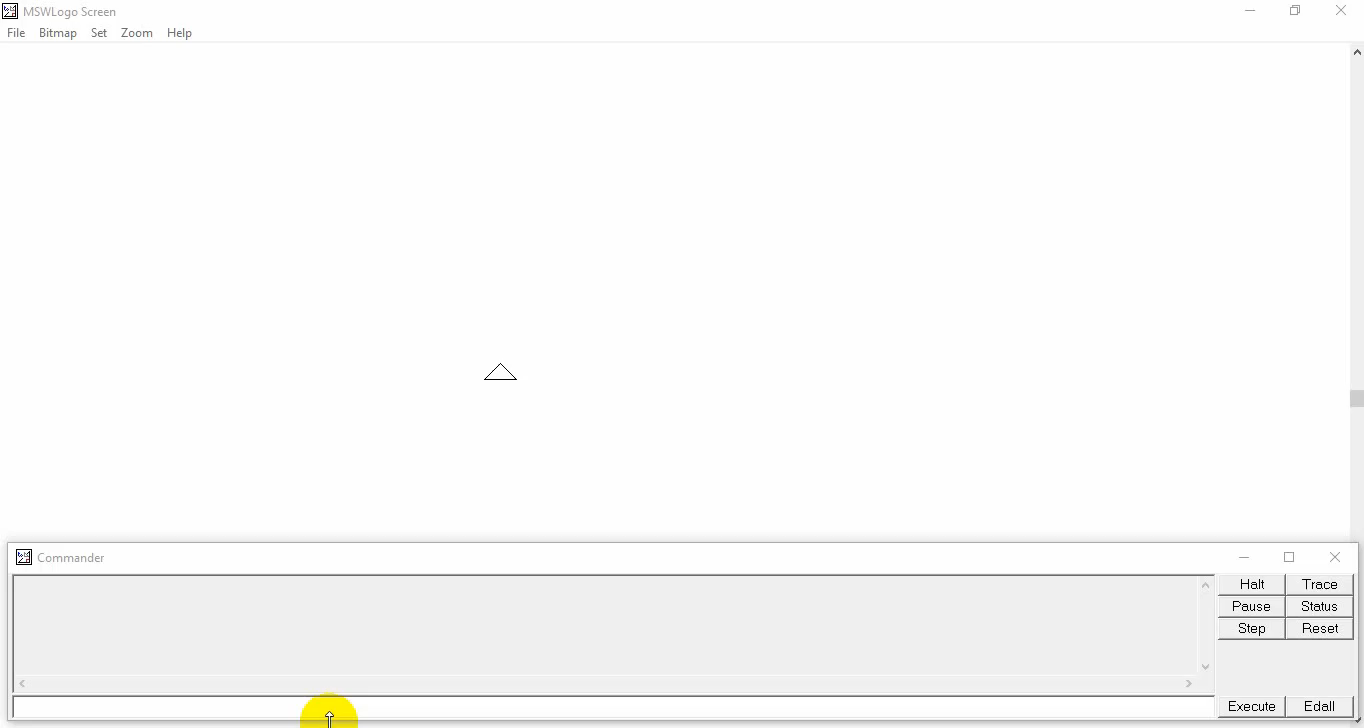 MSWLogo Screen
File Bitmap Set Zoom Help
Commander
Halt Trace
Pause Status
Step Reset
Execute Edall